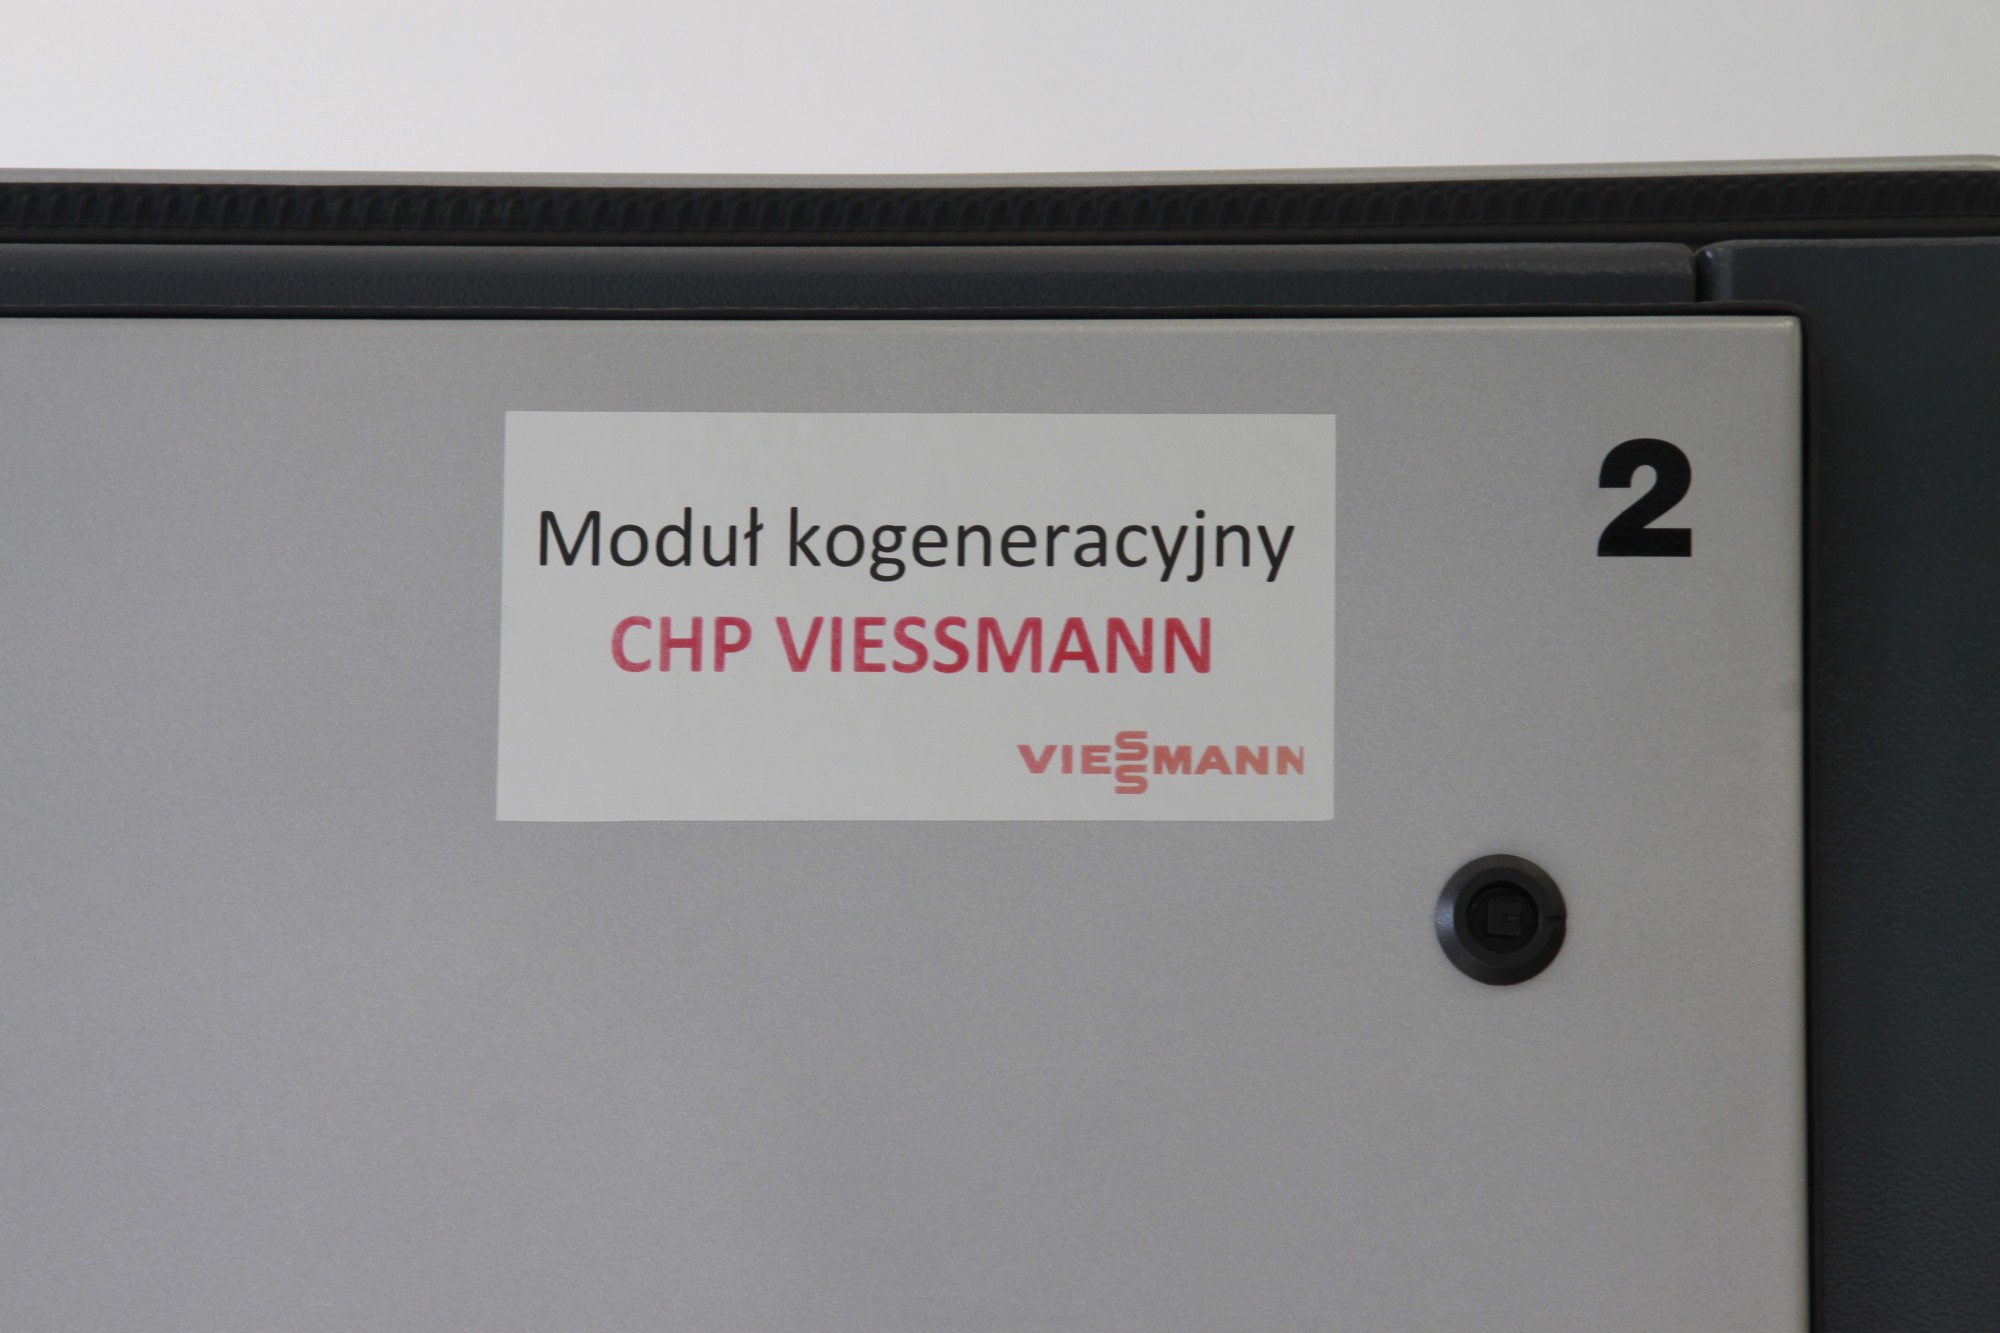 Moduł kogeneracyjny
CHP VIESSMANN
VIESSMANN
2